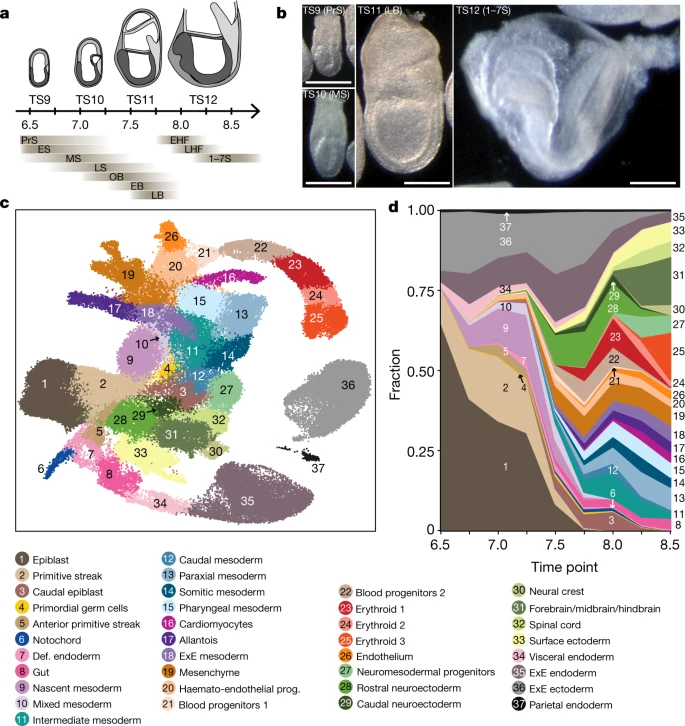 a
TS9 TS10 TS11 TS12
6.5 7.0 7.5 8.0 8.5
PrS EHF
ES LHF
MS 1–7S
LS
OB
EB
LB
b
TS9 (PrS) TS11 (LB) TS12 (1–7S)
TS10 (MS)
c
26
21 22
20 23
19
16
24
17 15
18 13 25
10 11
14
9
4 12
1 2 3 27 36
29
28 32
5 31
7 33 30
6 37
8
35
34
d
Fraction
1.00
0.75
0.50
0.25
0
37
36
34
10
9
5 7
2 4
1
29
28
23
22
21
12
6
3
35
33
32
31
30
27
25
24
26
20
19
18
17
16
15
14
13
11
8
6.5 7.0 7.5 8.0 8.5
Time point
1 Epiblast
2 Primitive streak
3 Caudal epiblast
4 Primordial germ cells
5 Anterior primitive streak
6 Notochord
7 Def. endoderm
8 Gut
9 Nascent mesoderm
10 Mixed mesoderm
11 Intermediate mesoderm
12 Caudal mesoderm
13 Paraxial mesoderm
14 Somitic mesoderm
15 Pharyngeal mesoderm
16 Cardiomyocytes
17 Allantois
18 ExE mesoderm
19 Mesenchyme
20 Haemato-endothelial prog.
21 Blood progenitors 1
22 Blood progenitors 2
23 Erythroid 1
24 Erythroid 2
25 Erythroid 3
26 Endothelium
27 Neuromesodermal progenitors
28 Rostral neuroectoderm
29 Caudal neuroectoderm
30 Neural crest
31 Forebrain/midbrain/hindbrain
32 Spinal cord
33 Surface ectoderm
34 Visceral endoderm
35 ExE endoderm
36 ExE ectoderm
37 Parietal endoderm